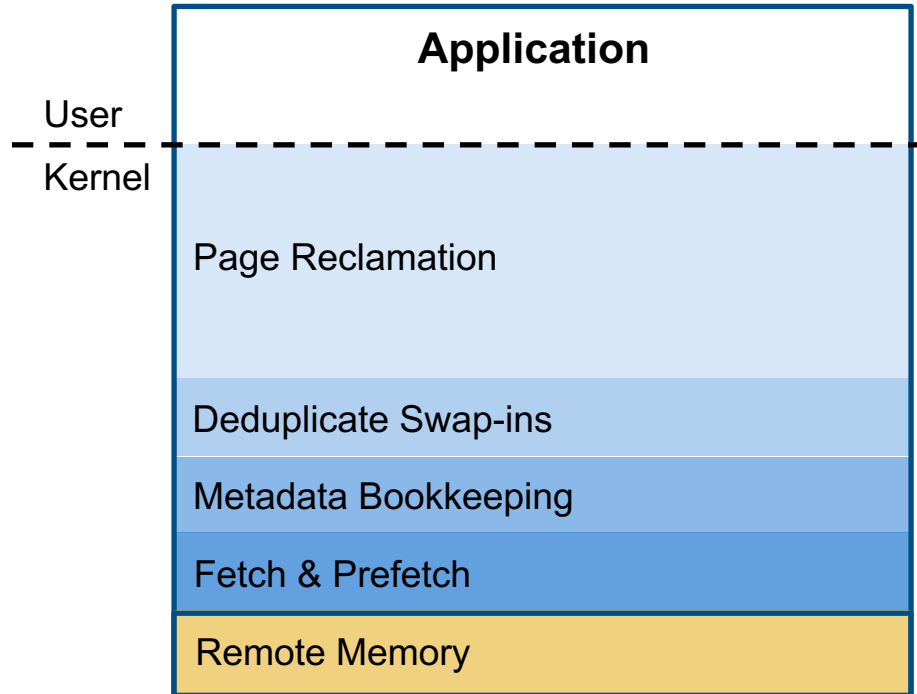 Application
User
Kernel
Page Reclamation
Deduplicate Swap-ins
Metadata Bookkeeping
Fetch & Prefetch
Remote Memory